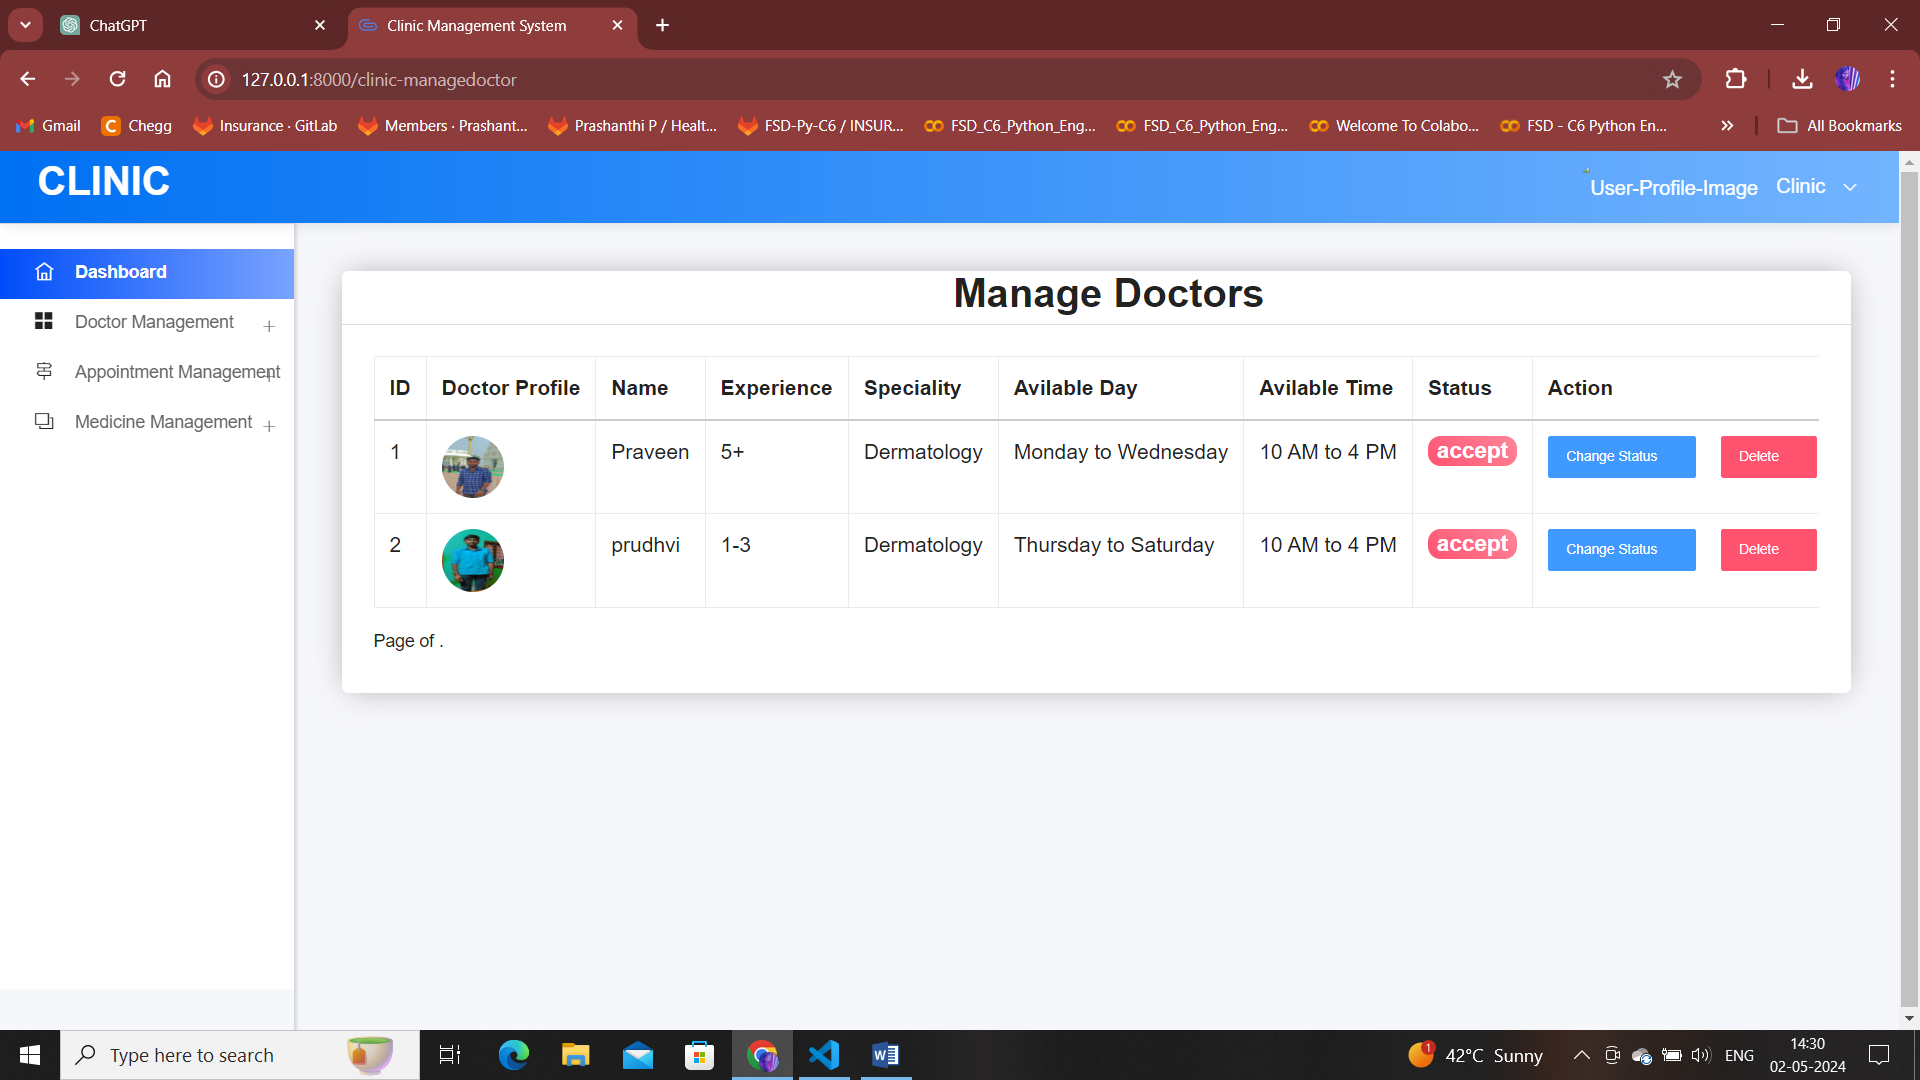 ChatGPT
Clinic Management System
127.0.0.1:8000/clinic-managedoctor
Gmail
Chegg
Insurance · GitLab
Members · Prashant...
Prashanthi P / Healt...
FSD-Py-C6 / INSUR...
FSD_C6_Python_Eng...
FSD_C6_Python_Eng...
Welcome To Colabo...
FSD - C6 Python En...
All Bookmarks
CLINIC
User-Profile-Image
Clinic
Dashboard
Doctor Management
Appointment Management
Medicine Management
Manage Doctors
ID Doctor Profile Name Experience Speciality Avilable Day Avilable Time Status Action
1 Praveen 5+ Dermatology Monday to Wednesday 10 AM to 4 PM accept Change Status Delete
2 prudhvi 1-3 Dermatology Thursday to Saturday 10 AM to 4 PM accept Change Status Delete
Page of .
Type here to search
1
42°C Sunny
ENG
14:30
02-05-2024